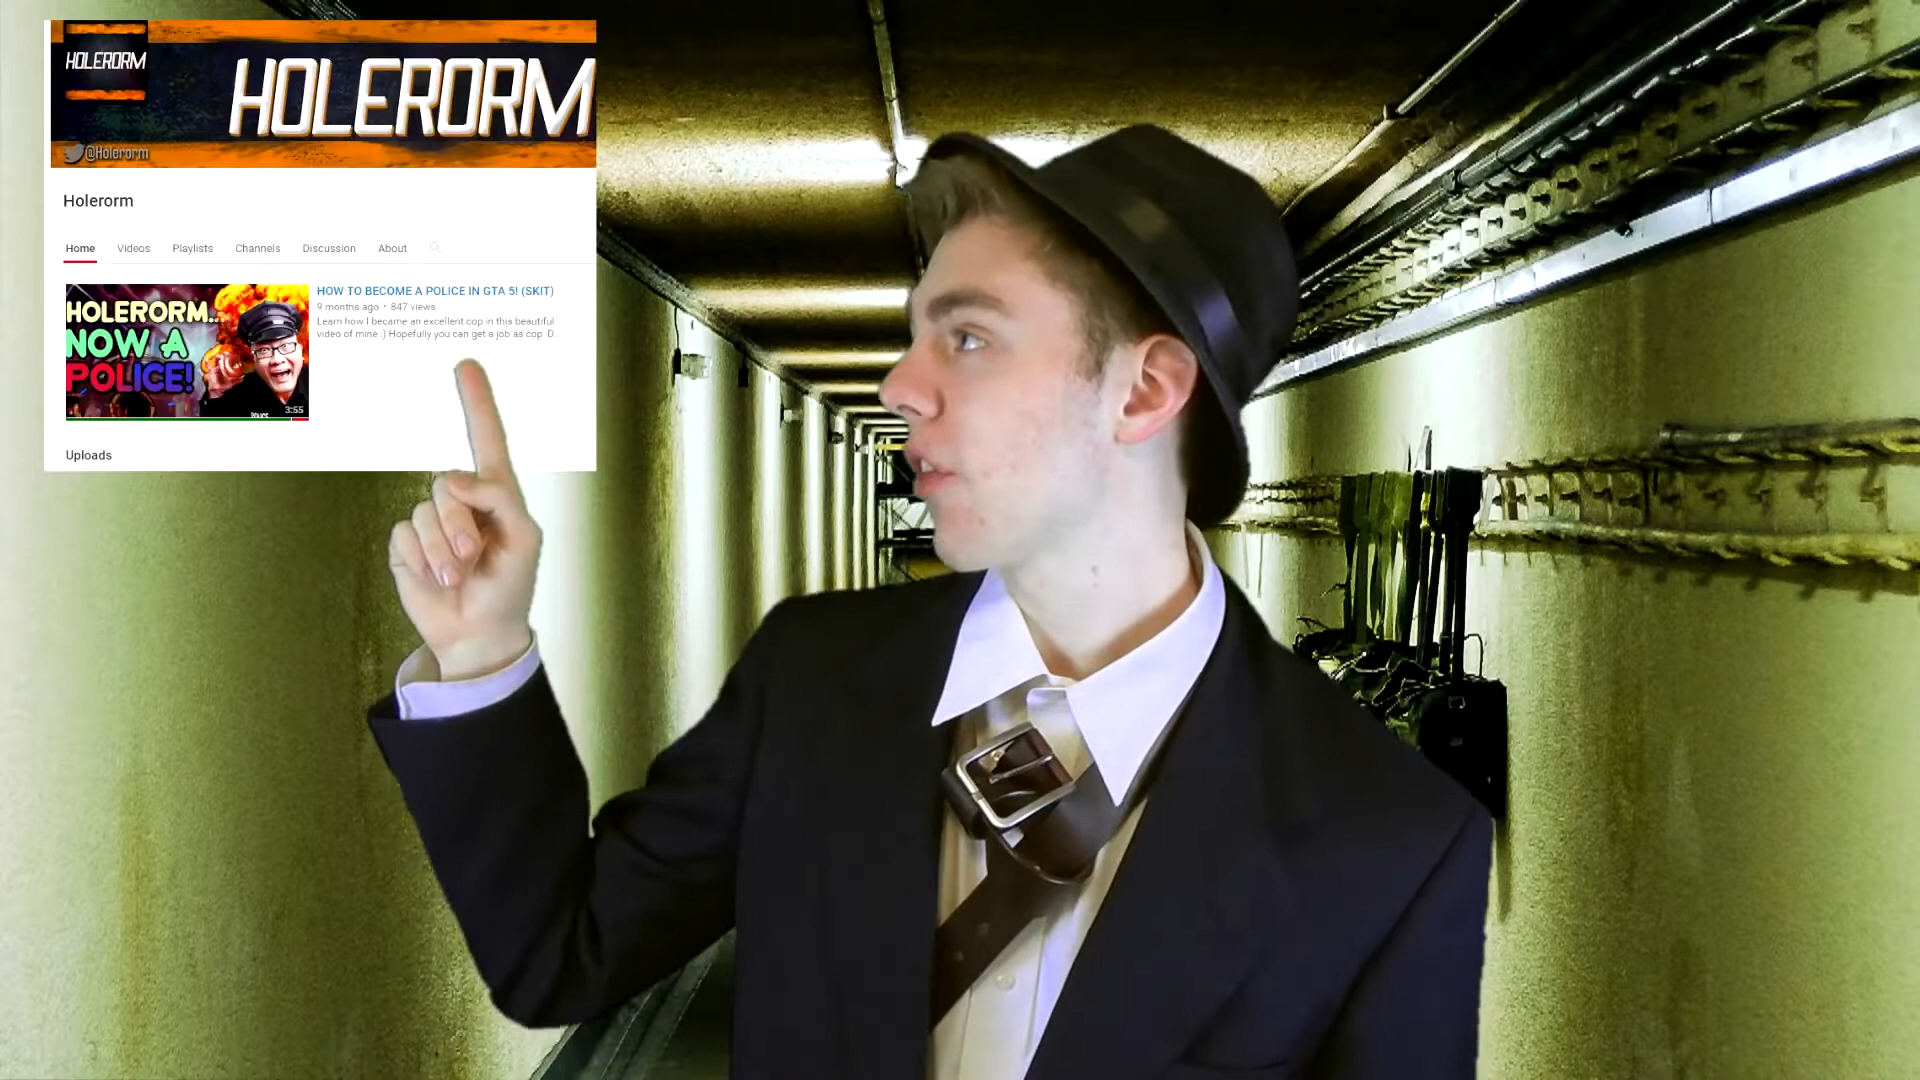 HOLERORM
HOLERORM
@Holerorm
Holerorm
Home Videos Playlists Channels Discussion About
HOLERORM...
NOW A
POLICE!
POLICE
3:55
HOW TO BECOME A POLICE IN GTA 5! (SKIT)
9 months ago • 847 views
Learn how I became an excellent cop in this beautiful
video of mine :) Hopefully you can get a job as cop :D.
Uploads